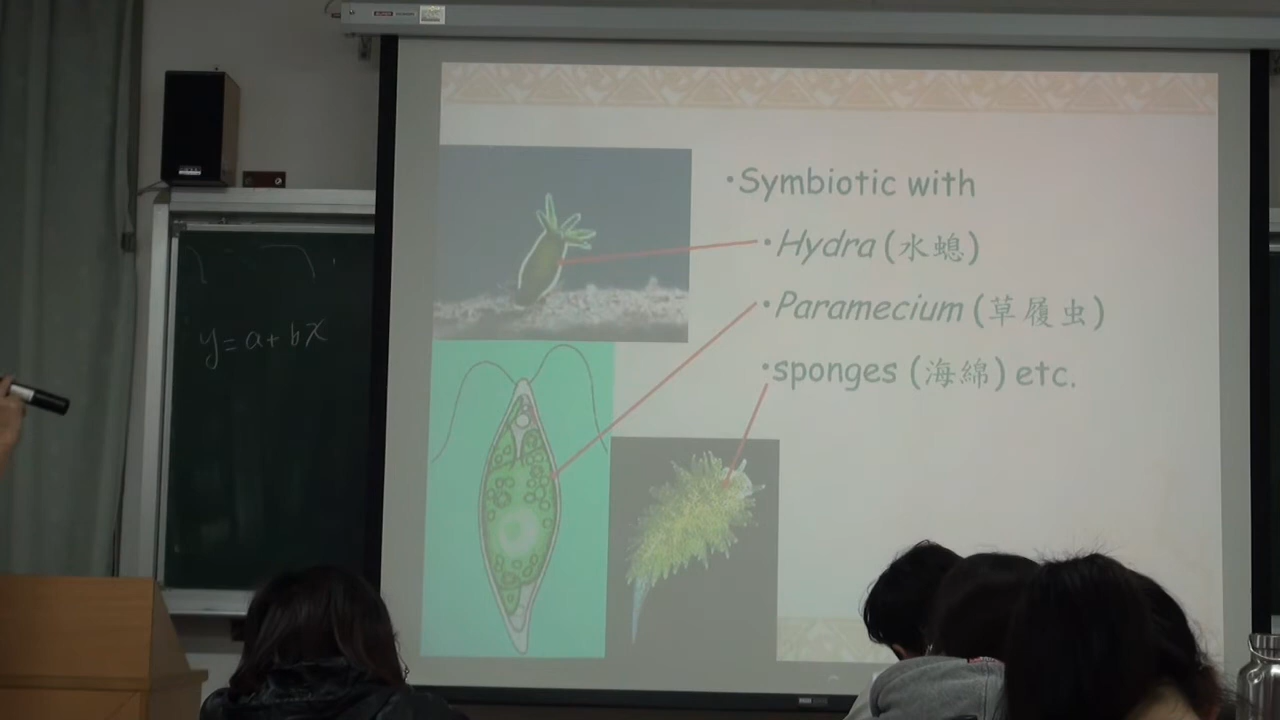 •Symbiotic with
•Hydra (水螅)
•Paramecium (草履虫)
•sponges (海綿) etc.
y=a+bx